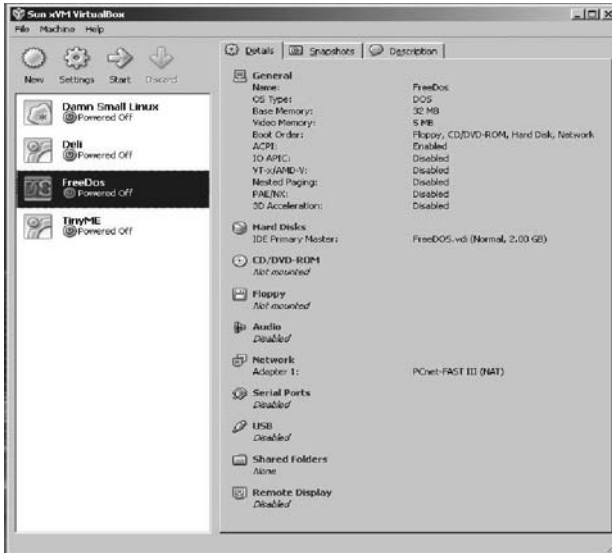 Sun xVM VirtualBox
File Machine Help
New Settings Start Discard
Details Snapshots Description
Damn Small Linux
Powered Off
Deli
Powered Off
FreeDos
Powered Off
TinyME
Powered Off
General
Name: FreeDos
OS Type: DOS
Base Memory: 32 MB
Video Memory: 5 MB
Boot Order: Floppy, CD/DVD-ROM, Hard Disk, Network
ACPI: Enabled
IO APIC: Disabled
VT-x/AMD-V: Disabled
Nested Paging: Disabled
PAE/NX: Disabled
3D Acceleration: Disabled
Hard Disks
IDE Primary Master: FreeDOS.vdi (Normal, 2.00 GB)
CD/DVD-ROM
Not mounted
Floppy
Not mounted
Audio
Disabled
Network
Adapter 1: PCnet-FAST III (NAT)
Serial Ports
Disabled
USB
Disabled
Shared Folders
None
Remote Display
Disabled